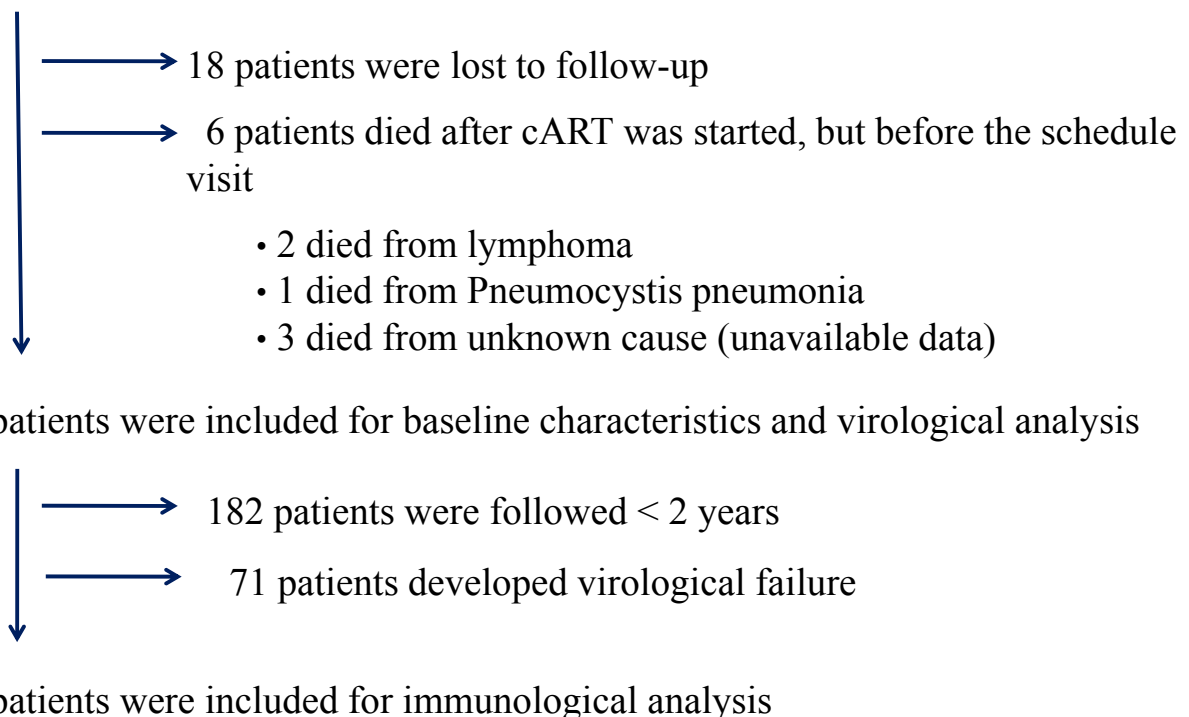 18 patients were lost to follow-up
6 patients died after cART was started, but before the schedule
visit
• 2 died from lymphoma
• 1 died from Pneumocystis pneumonia
• 3 died from unknown cause (unavailable data)
patients were included for baseline characteristics and virological analysis
182 patients were followed < 2 years
71 patients developed virological failure
patients were included for immunological analysis